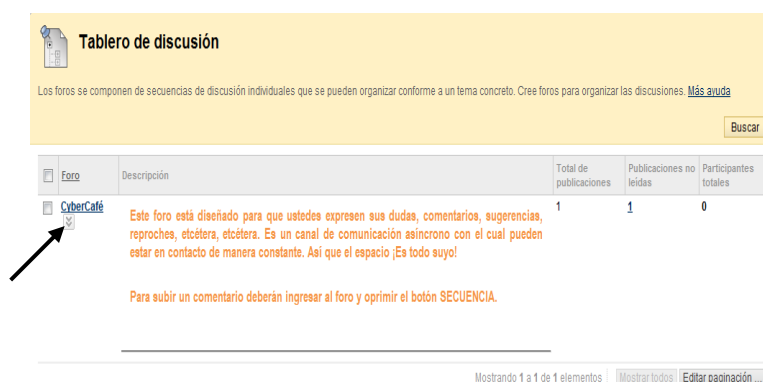 Tablero de discusión
Los foros se componen de secuencias de discusión individuales que se pueden organizar conforme a un tema concreto. Cree foros para organizar las discusiones. Más ayuda
Buscar
Foro
Descripción
Total de
publicaciones
Publicaciones no
leídas
Participantes
totales
CyberCafé
Este foro está diseñado para que ustedes expresen sus dudas, comentarios, sugerencias,
reproches, etcétera, etcétera. Es un canal de comunicación asíncrono con el cual pueden
estar en contacto de manera constante. Así que el espacio ¡Es todo suyo!
Para subir un comentario deberán ingresar al foro y oprimir el botón SECUENCIA.
1
1
0
Mostrando 1 a 1 de 1 elementos
Mostrar todos
Editar paginación ...